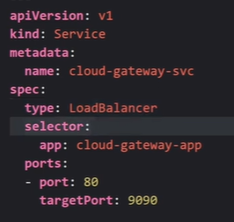 apiVersion: v1
kind: Service
metadata:
  name: cloud-gateway-svc
spec:
  type: LoadBalancer
  selector:
    app: cloud-gateway-app
  ports:
  - port: 80
    targetPort: 9090